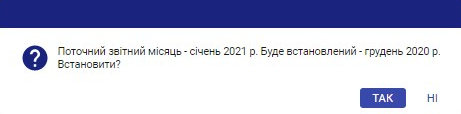 Поточний звітний місяць - січень 2021 р. Буде встановлений - грудень 2020 р.
Встановити?
ТАК НІ